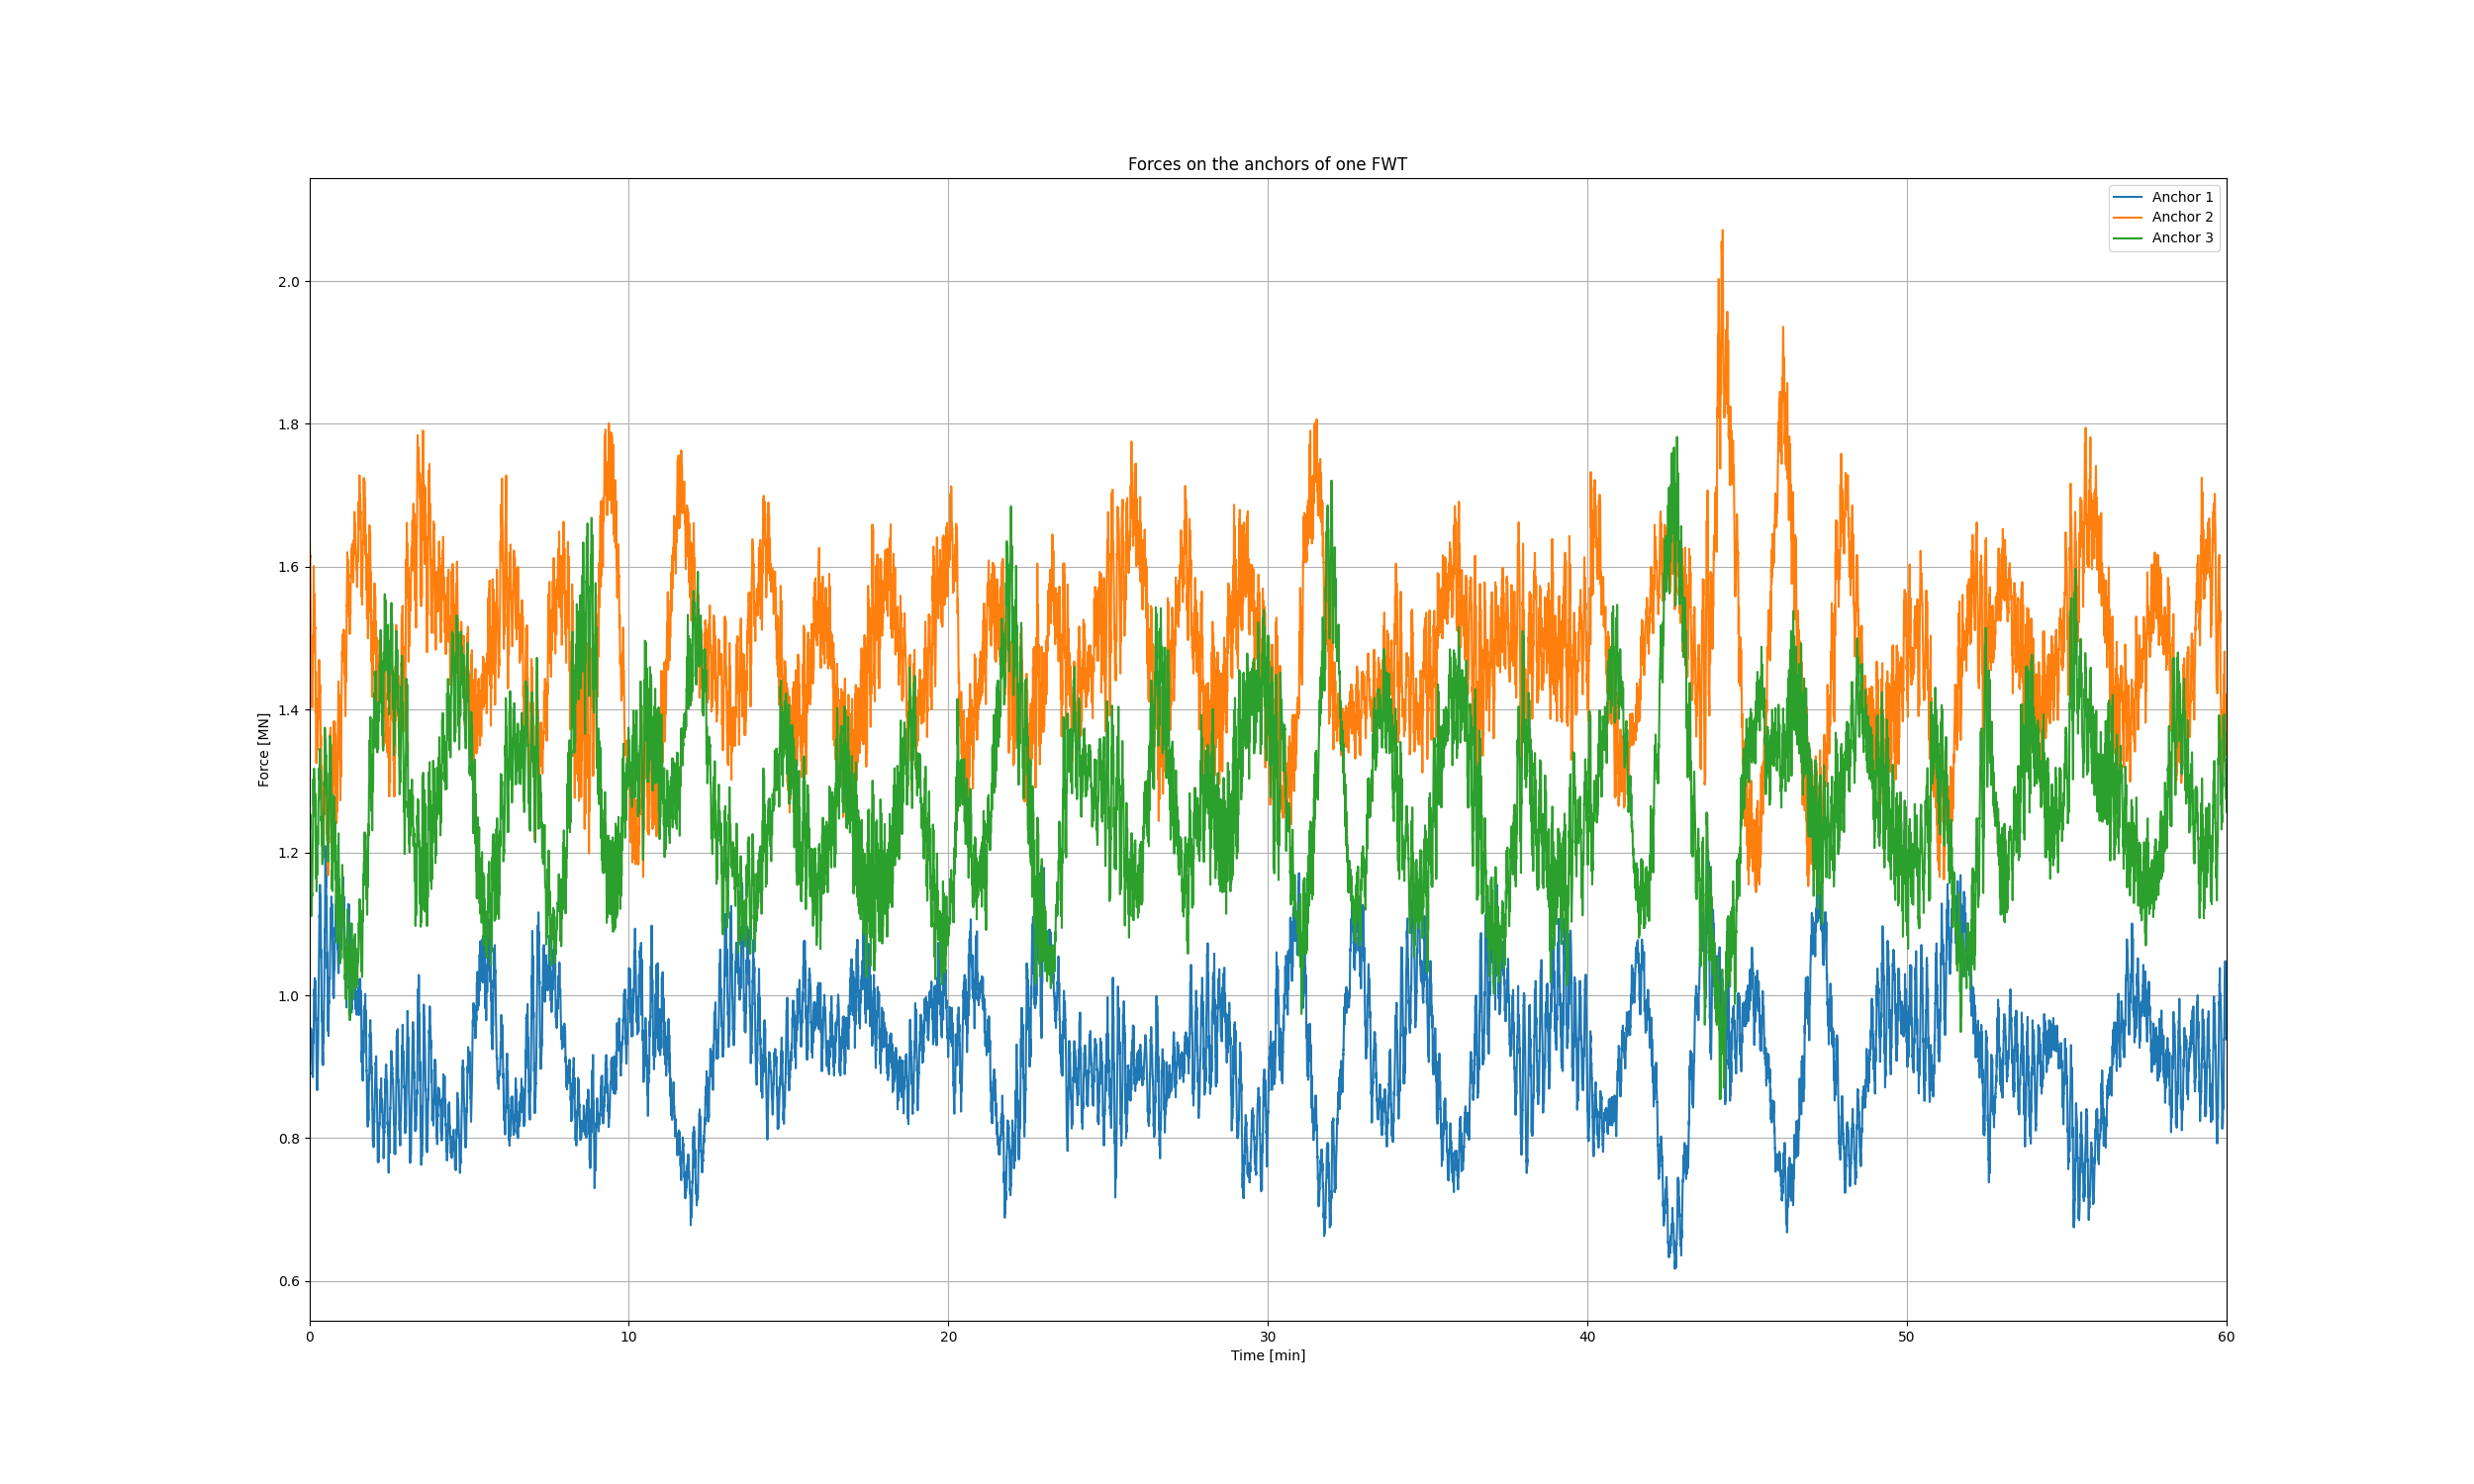 Forces on the anchors of one FWT
Anchor 1
Anchor 2
Anchor 3
2.0
1.8
1.6
1.4
1.2
1.0
0.8
0.6
Force [MN]
0 10 20 30 40 50 60
Time [min]